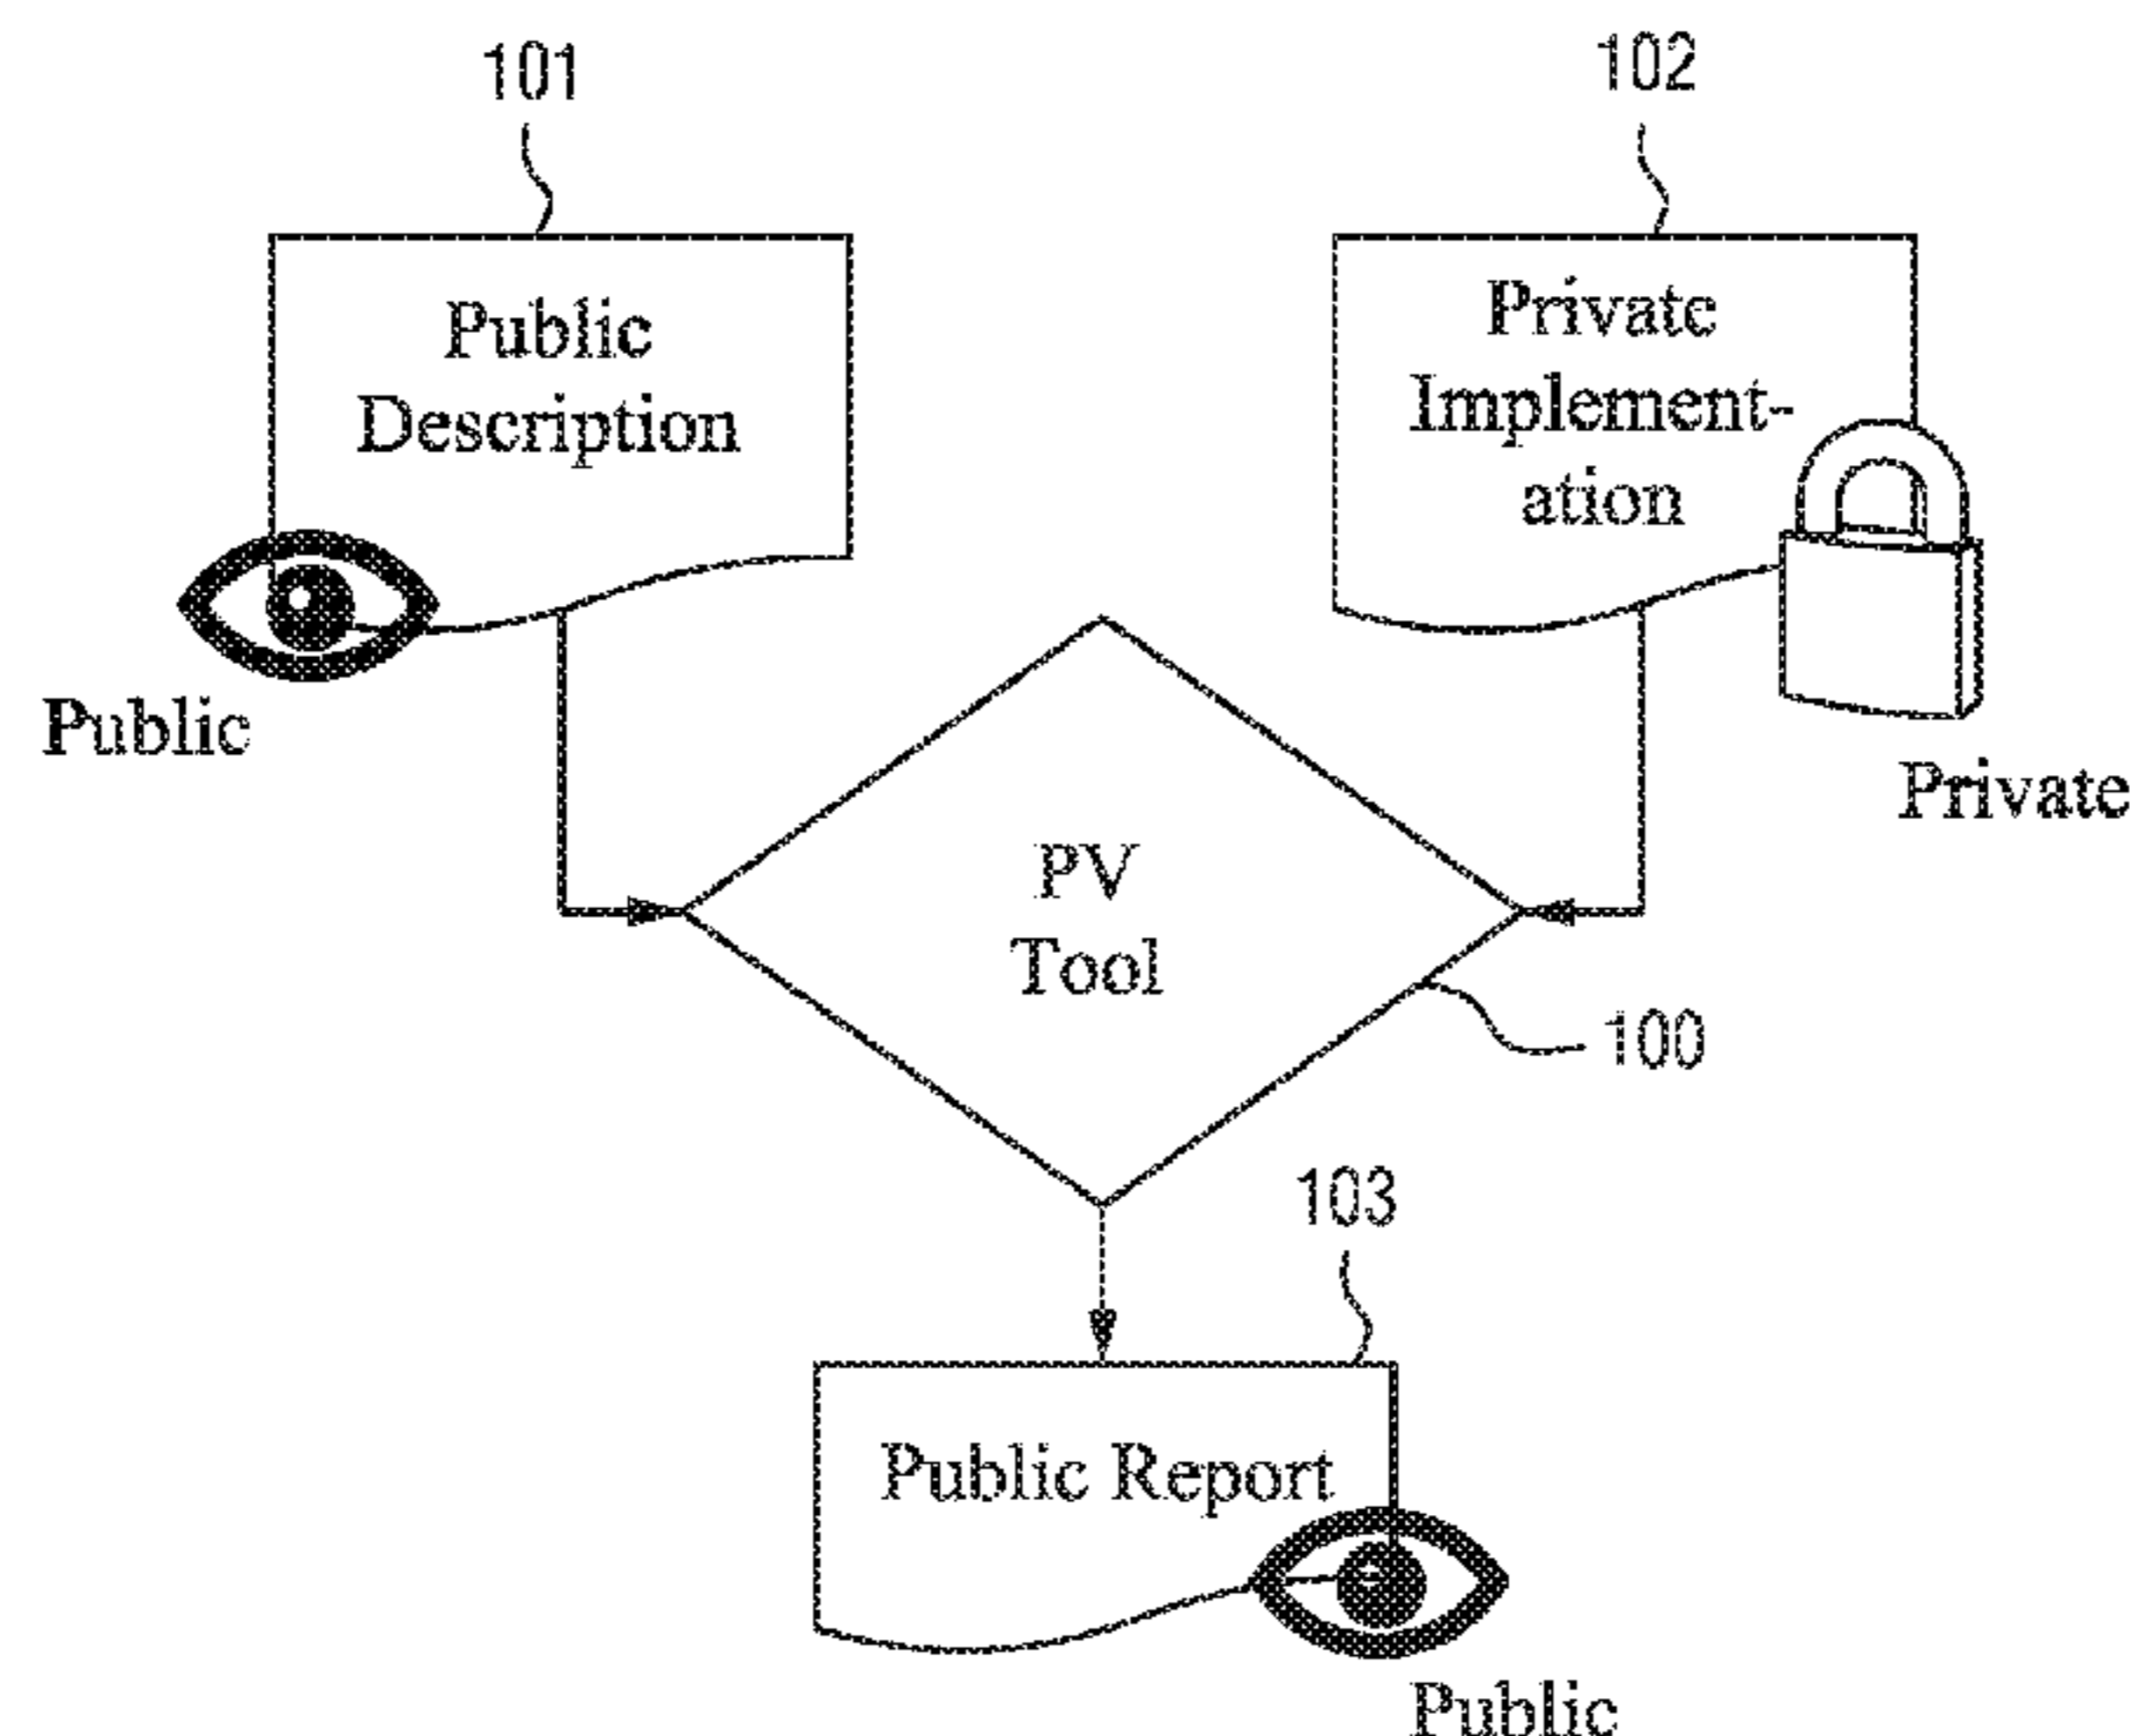 101
102
Public
Description
Private
Implement-
ation
Public
Private
PV
Tool
100
103
Public Report
Public